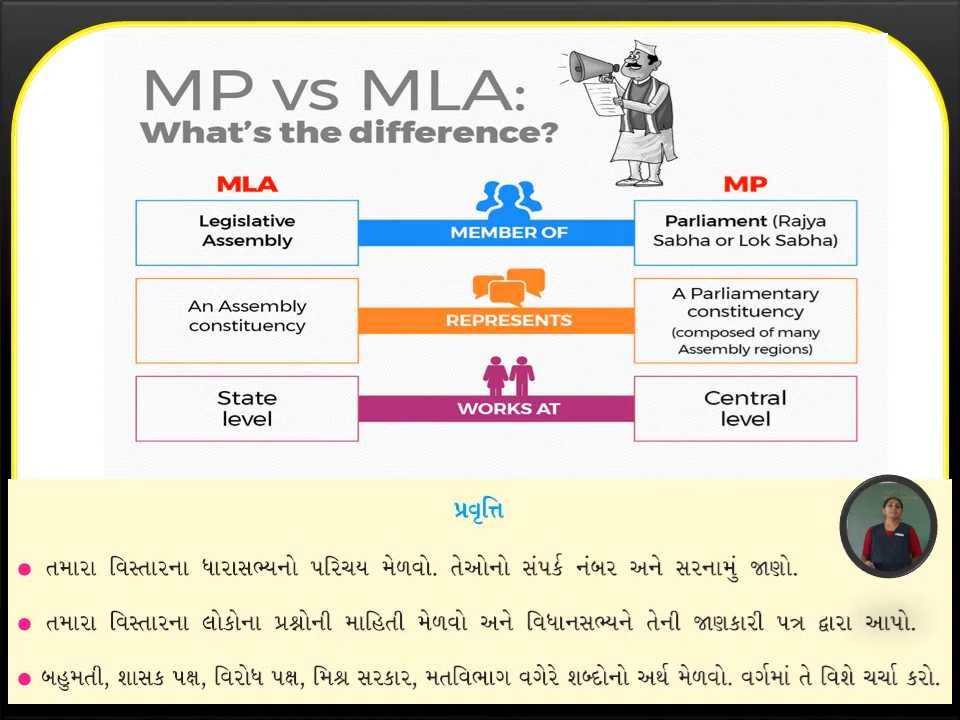 MP vs MLA:
What's the difference?
MLA
MP
Legislative
Assembly
MEMBER OF
Parliament (Rajya
Sabha or Lok Sabha)
An Assembly
constituency
REPRESENTS
A Parliamentary
constituency
(composed of many
Assembly regions)
State
level
WORKS AT
Central
level
પ્રવૃત્તિ
• તમારા વિસ્તારના ધારાસભ્યનો પરિચય મેળવો. તેઓનો સંપર્ક નંબર અને સરનામું જાણો.
• તમારા વિસ્તારના લોકોના પ્રશ્નોની માહિતી મેળવો અને વિધાનસભ્યને તેની જાણકારી પત્ર દ્વારા આપો.
• બહુમતી, શાસક પક્ષ, વિરોધ પક્ષ, મિશ્ર સરકાર, મતવિભાગ વગેરે શબ્દોનો અર્થ મેળવો. વર્ગમાં તે વિશે ચર્ચા કરો.